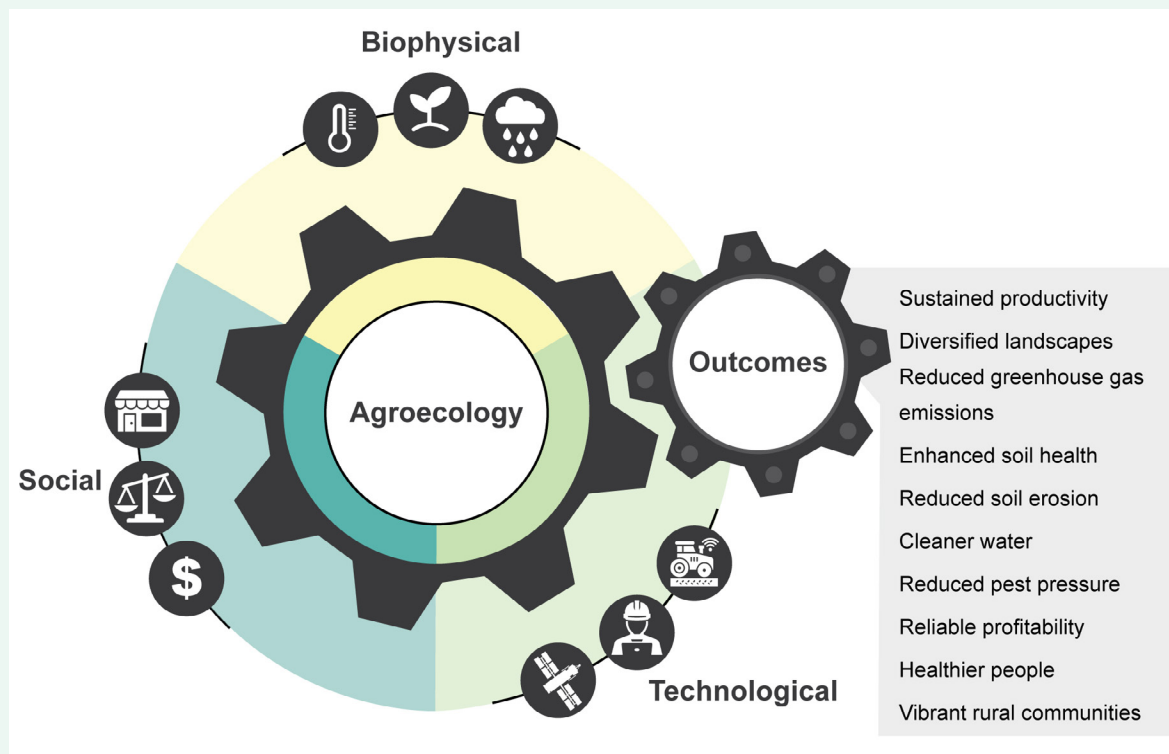 Biophysical
Social
$
Agroecology
Technological
Outcomes
Sustained productivity
Diversified landscapes
Reduced greenhouse gas
emissions
Enhanced soil health
Reduced soil erosion
Cleaner water
Reduced pest pressure
Reliable profitability
Healthier people
Vibrant rural communities